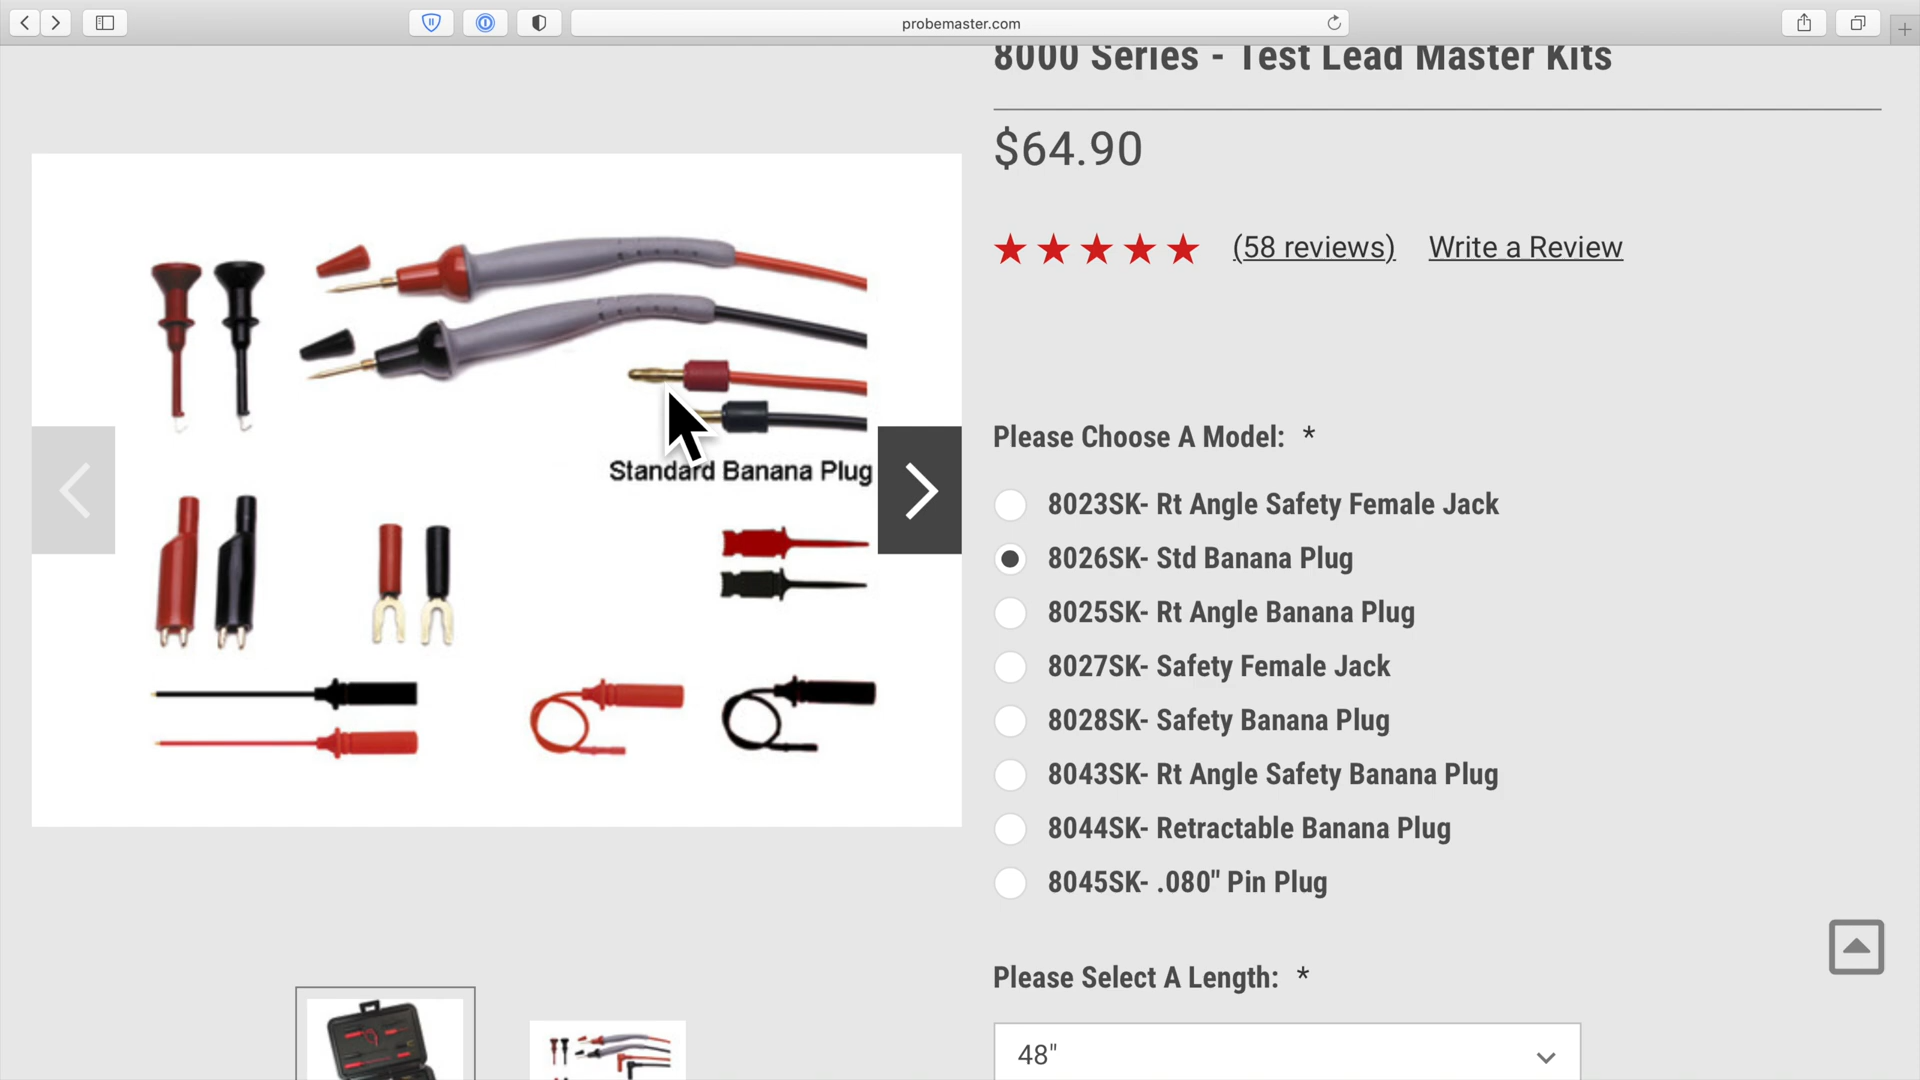 probemaster.com
8000 Series - Test Lead Master Kits
$64.90
(58 reviews) Write a Review
Standard Banana Plug
Please Choose A Model: *
8023SK- Rt Angle Safety Female Jack
8026SK- Std Banana Plug
8025SK- Rt Angle Banana Plug
8027SK- Safety Female Jack
8028SK- Safety Banana Plug
8043SK- Rt Angle Safety Banana Plug
8044SK- Retractable Banana Plug
8045SK- .080" Pin Plug
Please Select A Length: *
48"